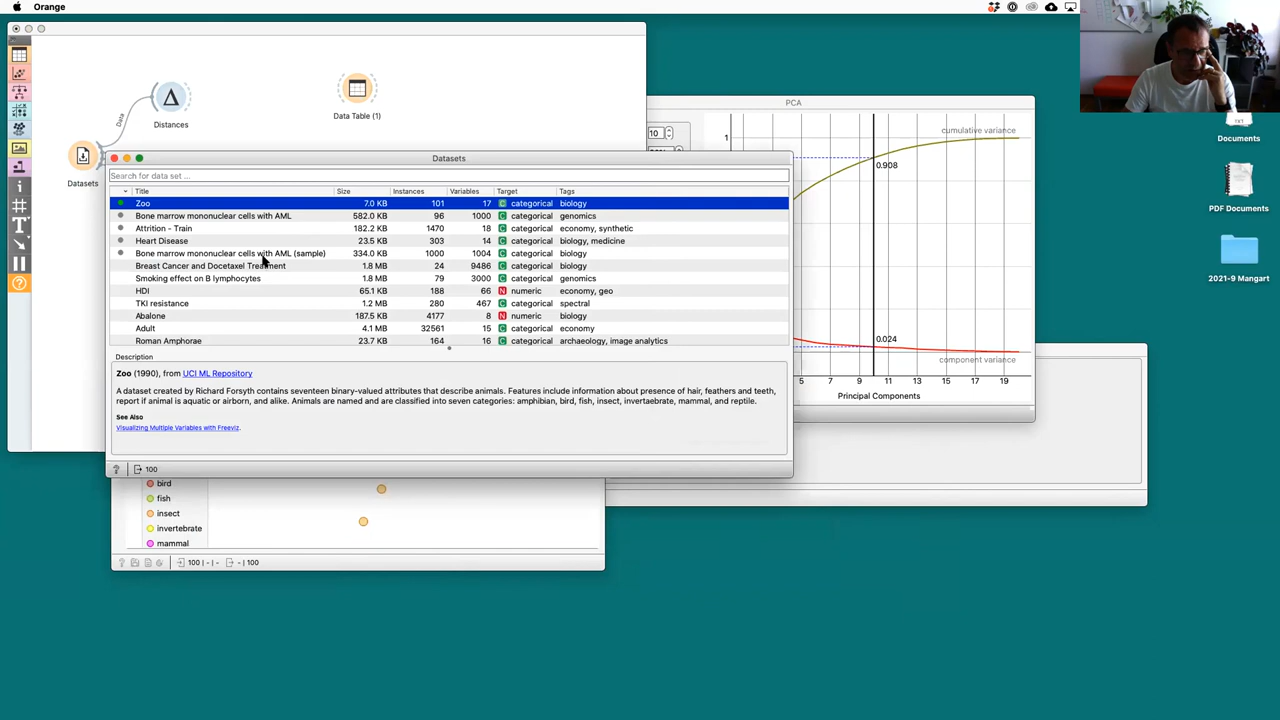 Orange
Datasets
Data
Distances
Data Table (1)
Datasets
Search for data set ...
Title Size Instances Variables Target Tags
Zoo 7.0 KB 101 17 C categorical biology
Bone marrow mononuclear cells with AML 582.0 KB 96 1000 C categorical genomics
Attrition - Train 182.2 KB 1470 18 C categorical economy, synthetic
Heart Disease 23.5 KB 303 14 C categorical biology, medicine
Bone marrow mononuclear cells with AML (sample) 334.0 KB 1000 1004 C categorical biology
Breast Cancer and Docetaxel Treatment 1.8 MB 24 9486 C categorical biology
Smoking effect on B lymphocytes 1.8 MB 79 3000 C categorical genomics
HDI 65.1 KB 188 66 N numeric economy, geo
TKI resistance 1.2 MB 280 467 C categorical spectral
Abalone 187.5 KB 4177 8 N numeric biology
Adult 4.1 MB 32561 15 C categorical economy
Roman Amphorae 23.7 KB 164 16 C categorical archaeology, image analytics
Description
Zoo (1990), from UCI ML Repository
A dataset created by Richard Forsyth contains seventeen binary-valued attributes that describe animals. Features include information about presence of hair, feathers and teeth,
report if animal is aquatic or airborn, and alike. Animals are named and are classified into seven categories: amphibian, bird, fish, insect, invertaebrate, mammal, and reptile.
See Also
Visualizing Multiple Variables with Freeviz.
100
bird
fish
insect
invertebrate
mammal
100 | - | -
- | 100
PCA
10
1
cumulative variance
0.908
0.024
component variance
5 7 9 11 13 15 17 19
Principal Components
TXT
Documents
PDF Documents
2021-9 Mangart